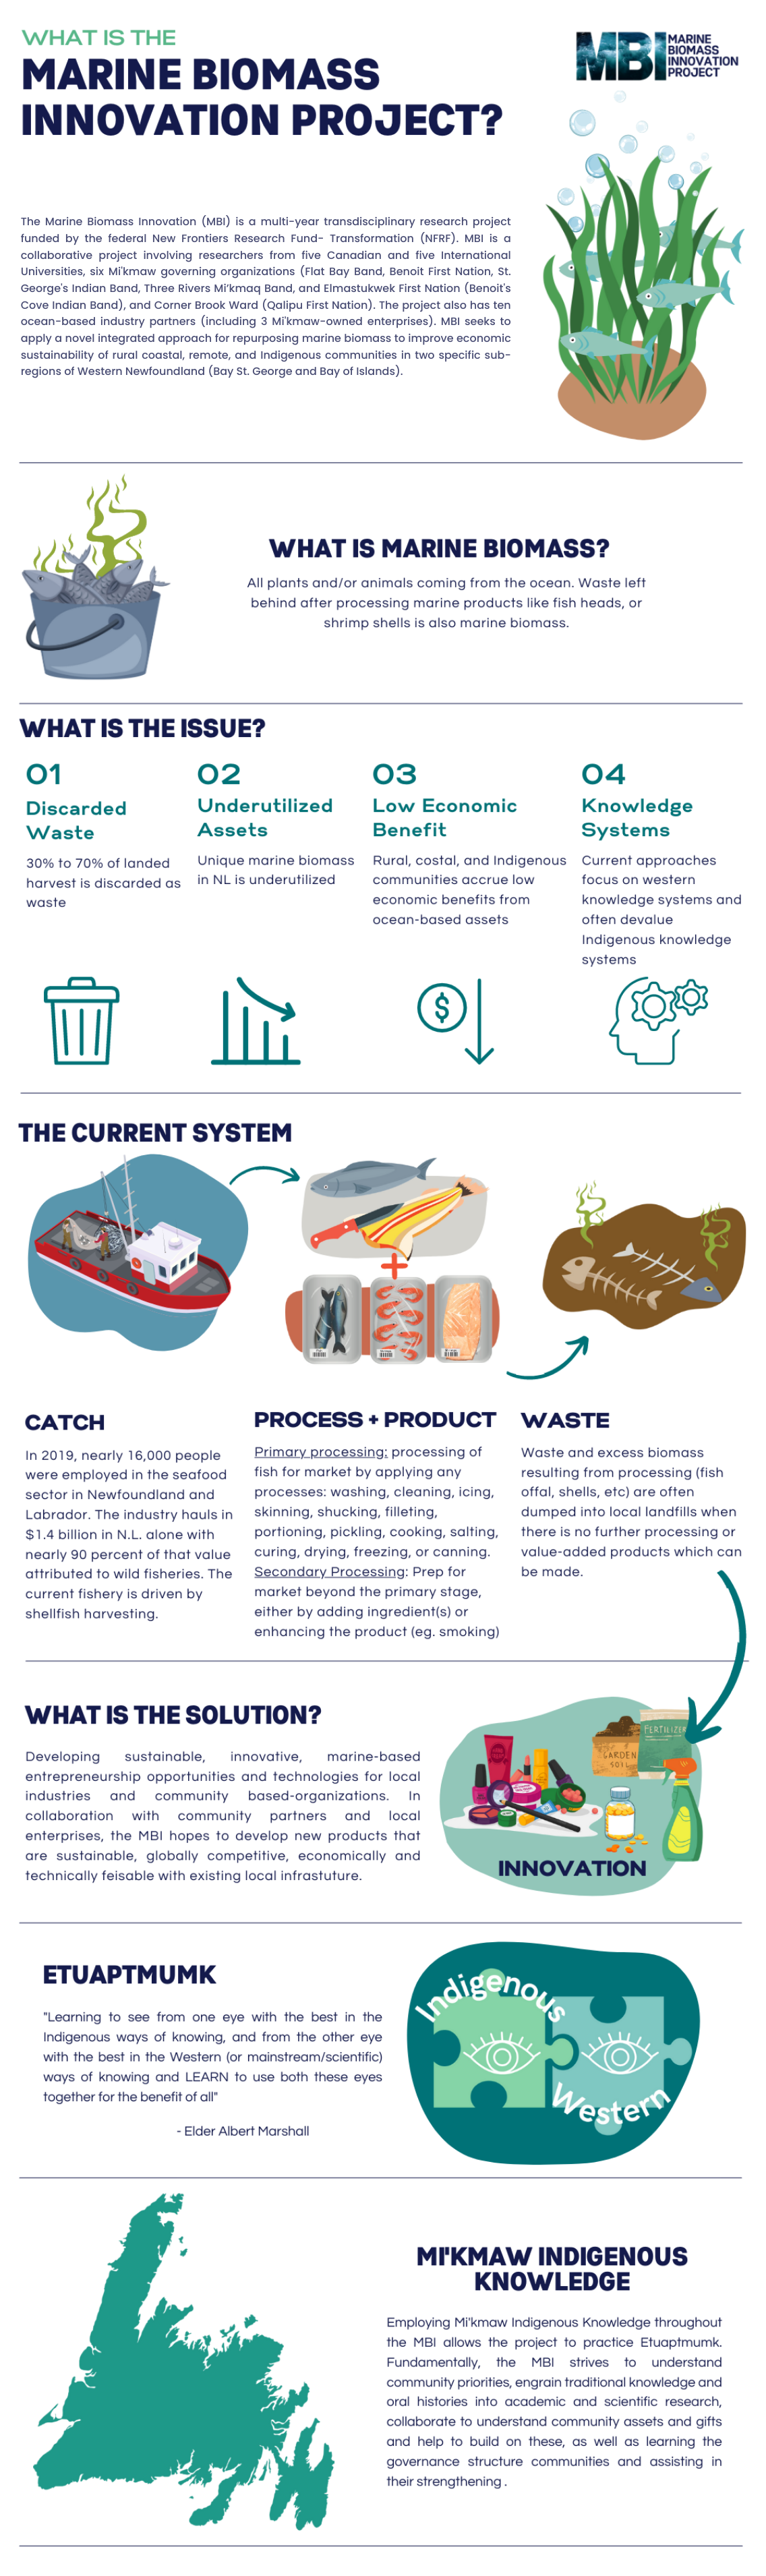 WHAT IS THE
MARINE BIOMASS
INNOVATION PROJECT?
MBI MARINE
BIOMASS
INNOVATION
PROJECT
The Marine Biomass Innovation (MBI) is a multi-year transdisciplinary research project
funded by the federal New Frontiers Research Fund- Transformation (NFRF). MBI is a
collaborative project involving researchers from five Canadian and five International
Universities, six Mi'kmaw governing organizations (Flat Bay Band, Benoit First Nation, St.
George's Indian Band, Three Rivers Mi'kmaq Band, and Elmastukwek First Nation (Benoit's
Cove Indian Band), and Corner Brook Ward (Qalipu First Nation). The project also has ten
ocean-based industry partners (including 3 Mi'kmaw-owned enterprises). MBI seeks to
apply a novel integrated approach for repurposing marine biomass to improve economic
sustainability of rural coastal, remote, and Indigenous communities in two specific sub-
regions of Western Newfoundland (Bay St. George and Bay of Islands).
WHAT IS MARINE BIOMASS?
All plants and/or animals coming from the ocean. Waste left
behind after processing marine products like fish heads, or
shrimp shells is also marine biomass.
WHAT IS THE ISSUE?
01
Discarded
Waste
30% to 70% of landed
harvest is discarded as
waste
02
Underutilized
Assets
Unique marine biomass
in NL is underutilized
03
Low Economic
Benefit
Rural, costal, and Indigenous
communities accrue low
economic benefits from
ocean-based assets
04
Knowledge
Systems
Current approaches
focus on western
knowledge systems and
often devalue
Indigenous knowledge
systems
$
THE CURRENT SYSTEM
CATCH
In 2019, nearly 16,000 people
were employed in the seafood
sector in Newfoundland and
Labrador. The industry hauls in
$1.4 billion in N.L. alone with
nearly 90 percent of that value
attributed to wild fisheries. The
current fishery is driven by
shellfish harvesting.
PROCESS + PRODUCT
Primary processing: processing of
fish for market by applying any
processes: washing, cleaning, icing,
skinning, shucking, filleting,
portioning, pickling, cooking, salting,
curing, drying, freezing, or canning.
Secondary Processing: Prep for
market beyond the primary stage,
either by adding ingredient(s) or
enhancing the product (eg. smoking)
WASTE
Waste and excess biomass
resulting from processing (fish
offal, shells, etc) are often
dumped into local landfills when
there is no further processing or
value-added products which can
be made.
WHAT IS THE SOLUTION?
Developing sustainable, innovative, marine-based
entrepreneurship opportunities and technologies for local
industries and community based-organizations. In
collaboration with community partners and local
enterprises, the MBI hopes to develop new products that
are sustainable, globally competitive, economically and
technically feisable with existing local infrastuture.
FERTILIZER
GARDEN
SOIL
INNOVATION
ETUAPTMUMK
"Learning to see from one eye with the best in the
Indigenous ways of knowing, and from the other eye
with the best in the Western (or mainstream/scientific)
ways of knowing and LEARN to use both these eyes
together for the benefit of all"
- Elder Albert Marshall
Indigenous
Western
MI'KMAW INDIGENOUS
KNOWLEDGE
Employing Mi'kmaw Indigenous Knowledge throughout
the MBI allows the project to practice Etuaptmumk.
Fundamentally, the MBI strives to understand
community priorities, engrain traditional knowledge and
oral histories into academic and scientific research,
collaborate to understand community assets and gifts
and help to build on these, as well as learning the
governance structure communities and assisting in
their strengthening .